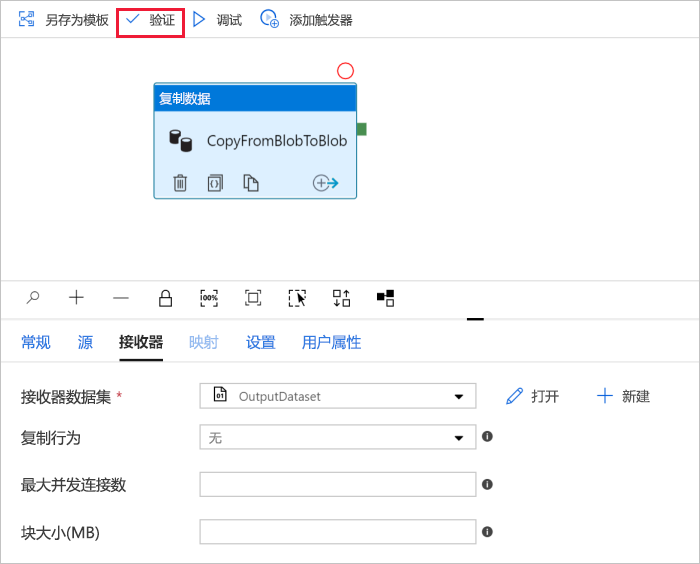 另存为模板 验证 调试 添加触发器
复制数据
CopyFromBlobToBlob
100%
常规 源 接收器 映射 设置 用户属性
接收器数据集 * 01 OutputDataset 打开 新建
复制行为 无
最大并发连接数
块大小(MB)